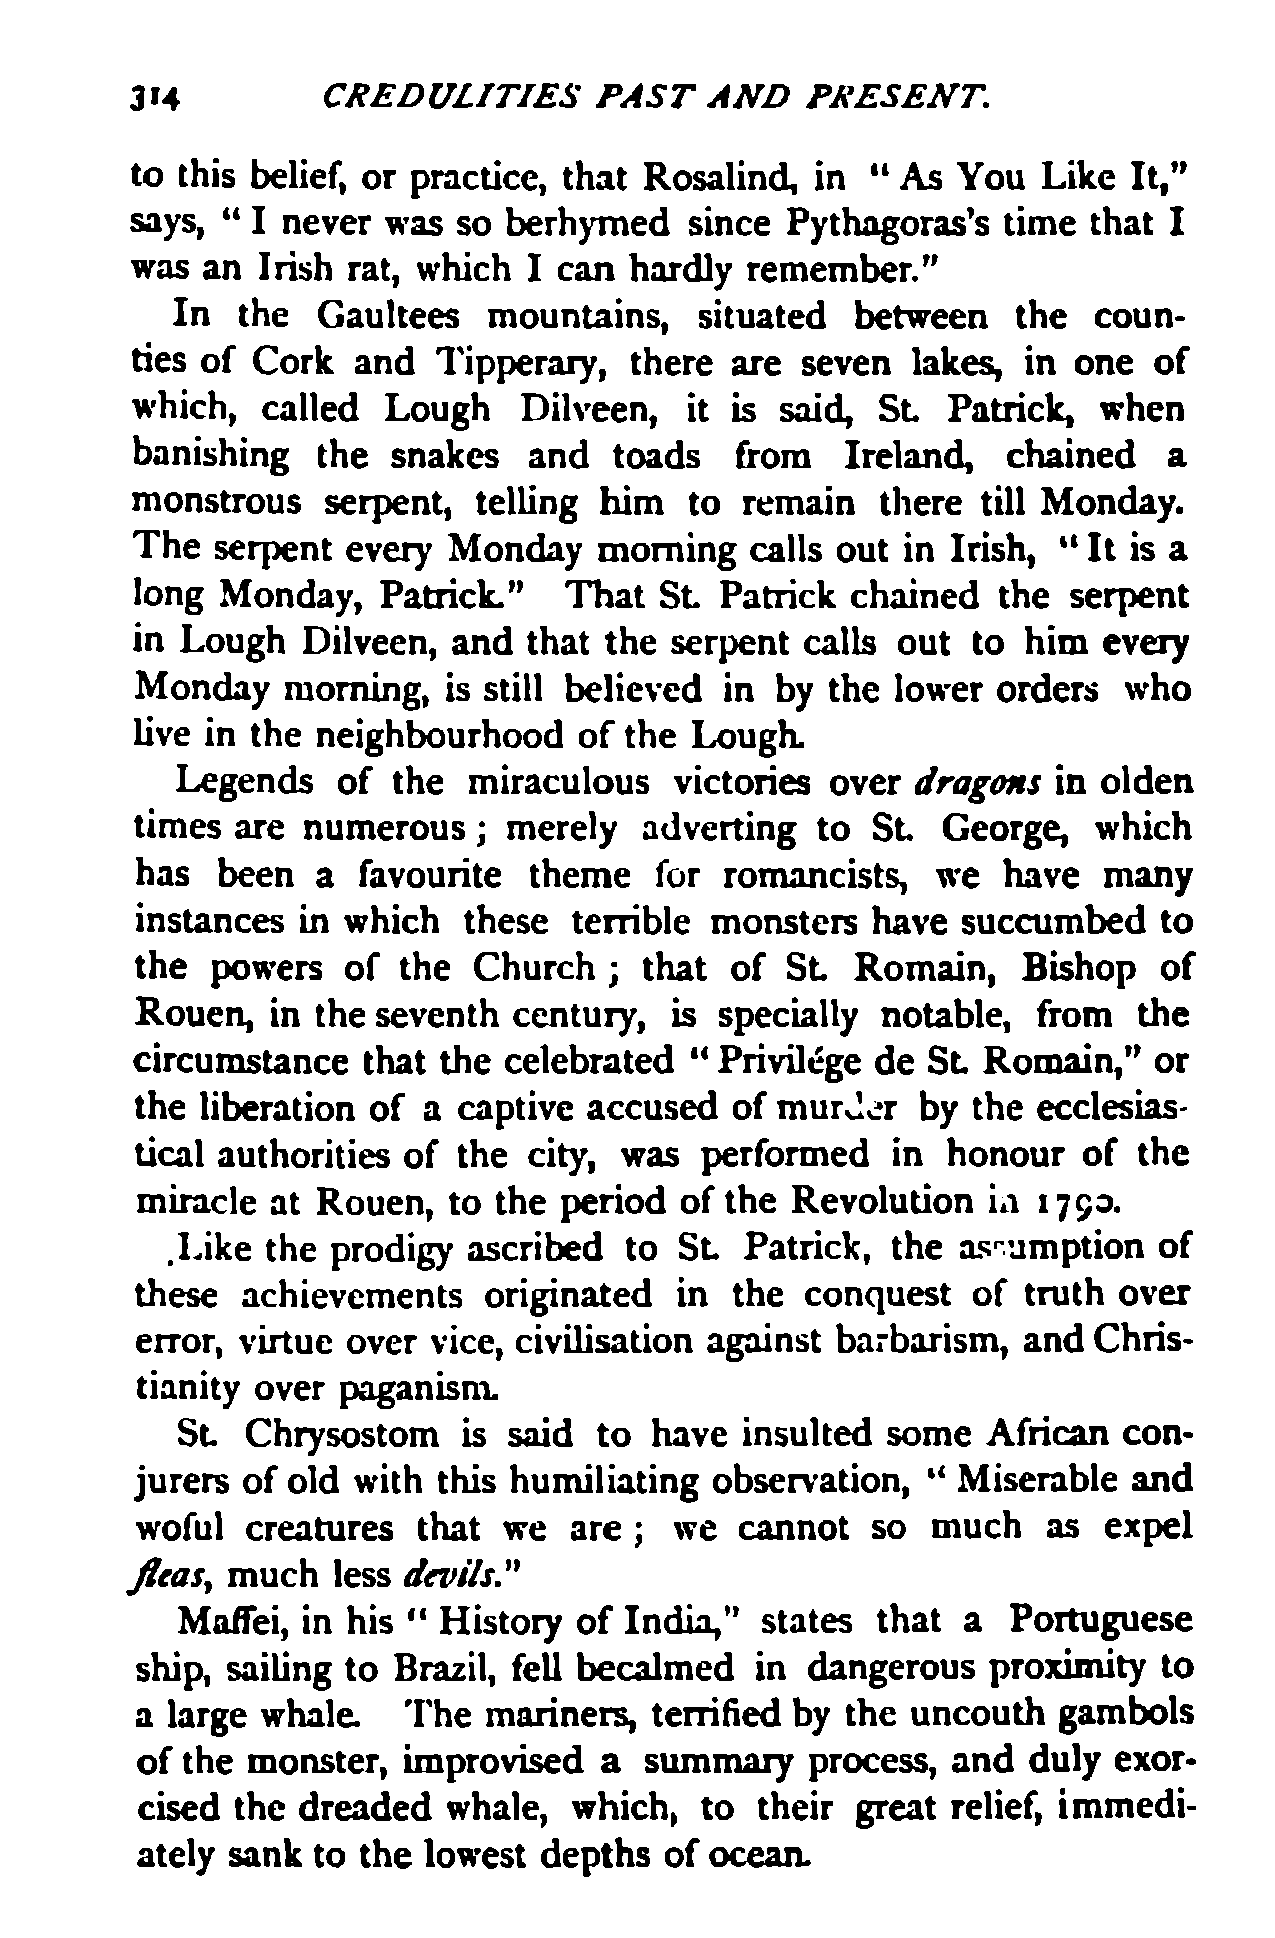 314 CREDULITIES PAST AND PRESENT.
to this belief, or practice, that Rosalind, in “ As You Like It,”
says, “ I never was so berhymed since Pythagoras's time that I
was an Irish rat, which I can hardly remember.”
In the Gaultees mountains, situated between the coun-
ties of Cork and Tipperary, there are seven lakes, in one of
which, called Lough Dilveen, it is said, St. Patrick, when
banishing the snakes and toads from Ireland, chained a
monstrous serpent, telling him to remain there till Monday.
The serpent every Monday morning calls out in Irish, “ It is a
long Monday, Patrick.” That St. Patrick chained the serpent
in Lough Dilveen, and that the serpent calls out to him every
Monday morning, is still believed in by the lower orders who
live in the neighbourhood of the Lough.
Legends of the miraculous victories over dragons in olden
times are numerous ; merely adverting to St. George, which
has been a favourite theme for romancists, we have many
instances in which these terrible monsters have succumbed to
the powers of the Church ; that of St. Romain, Bishop of
Rouen, in the seventh century, is specially notable, from the
circumstance that the celebrated “ Privilége de St. Romain,” or
the liberation of a captive accused of murder by the ecclesias-
tical authorities of the city, was performed in honour of the
miracle at Rouen, to the period of the Revolution in 1790.
Like the prodigy ascribed to St. Patrick, the assumption of
these achievements originated in the conquest of truth over
error, virtue over vice, civilisation against barbarism, and Chris-
tianity over paganism.
St. Chrysostom is said to have insulted some African con-
jurers of old with this humiliating observation, “ Miserable and
woful creatures that we are ; we cannot so much as expel
fleas, much less devils.”
Maffei, in his “ History of India,” states that a Portuguese
ship, sailing to Brazil, fell becalmed in dangerous proximity to
a large whale. The mariners, terrified by the uncouth gambols
of the monster, improvised a summary process, and duly exor-
cised the dreaded whale, which, to their great relief, immedi-
ately sank to the lowest depths of ocean.